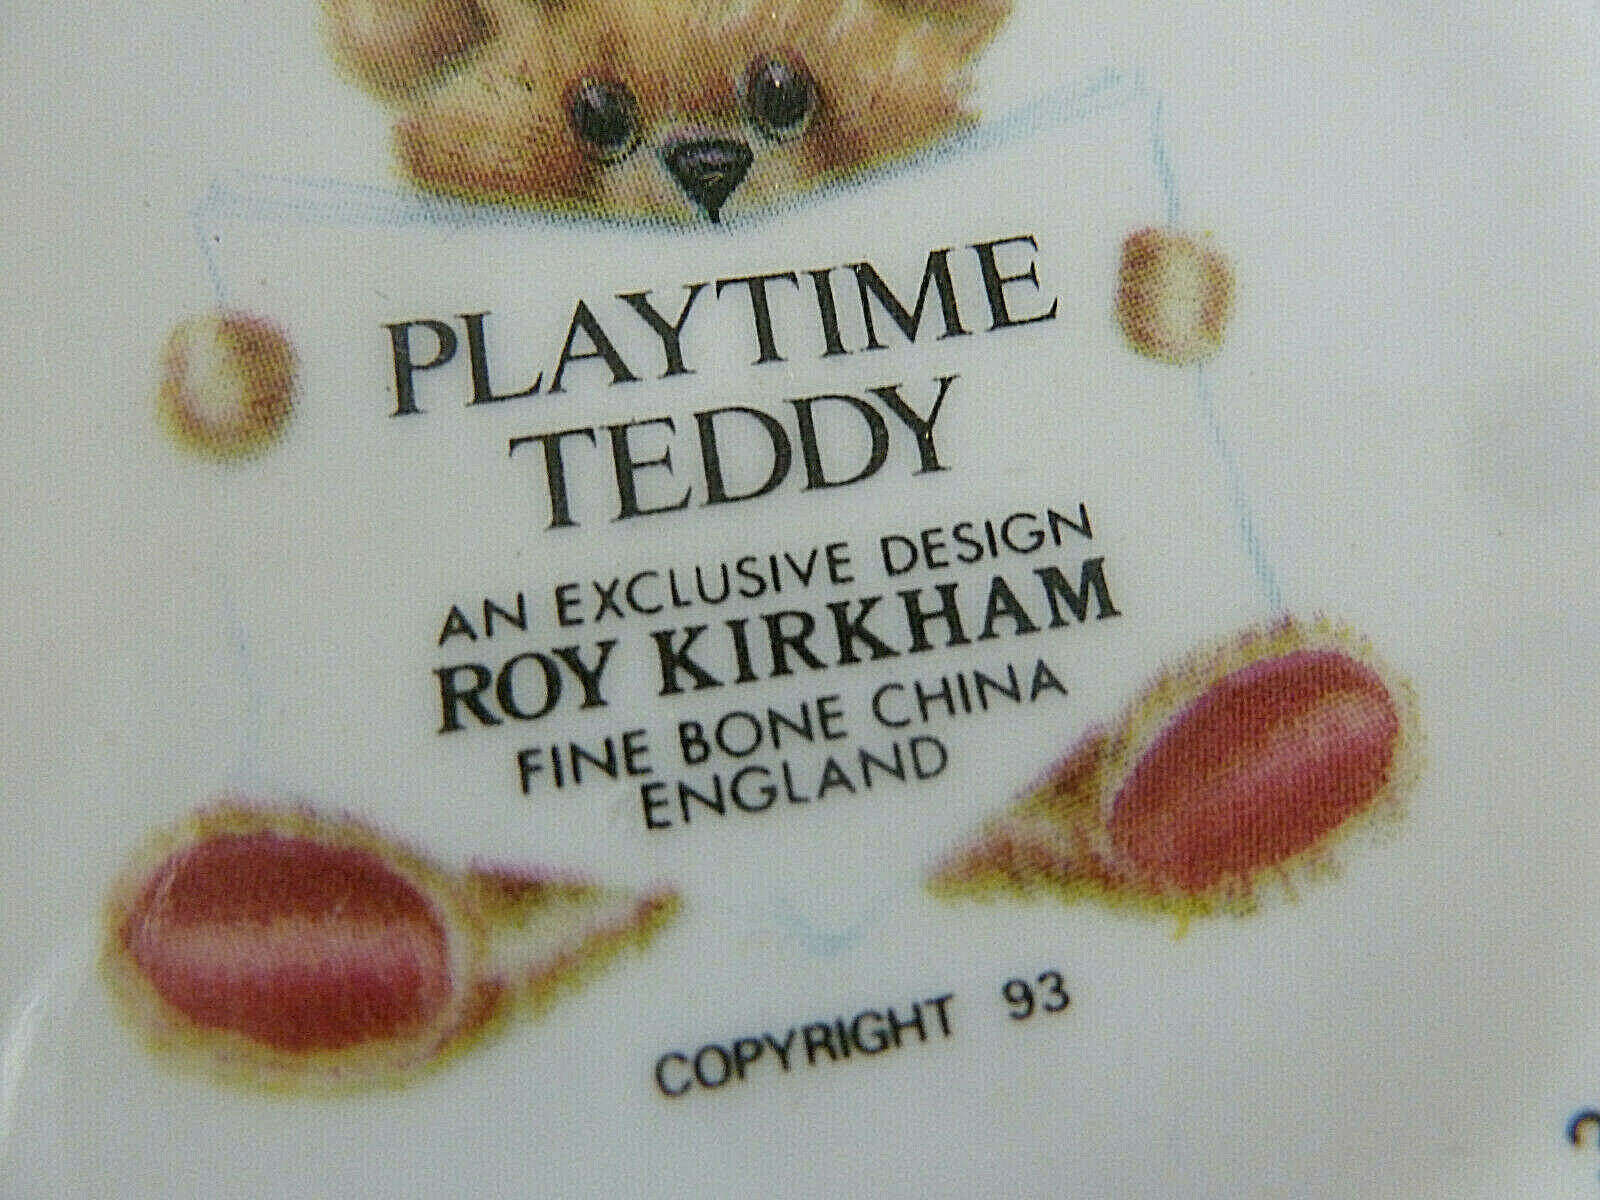 PLAYTIME
TEDDY
AN EXCLUSIVE DESIGN
ROY KIRKHAM
FINE BONE CHINA
ENGLAND
COPYRIGHT 93